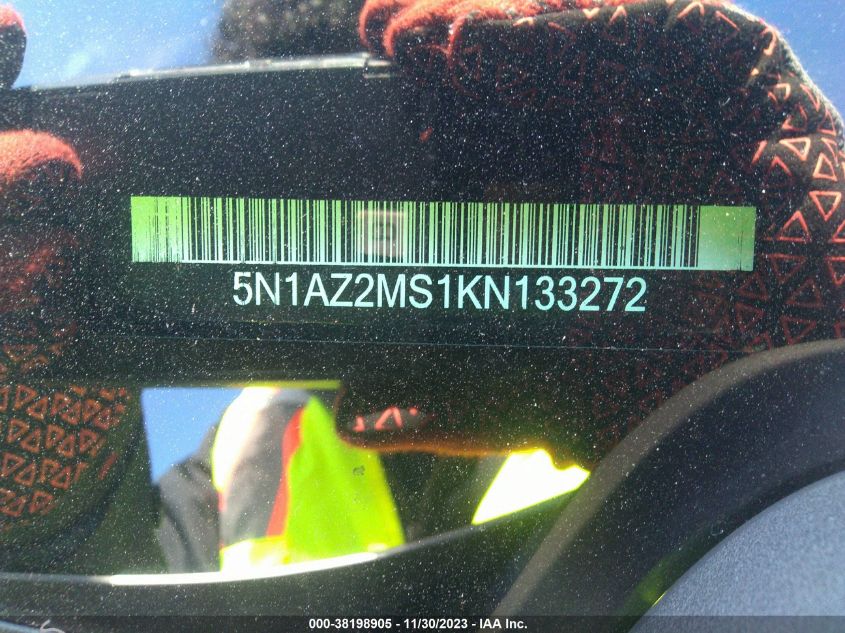 5N1AZ2MS1KN133272
000-38198905 - 11/30/2023 - IAA Inc.